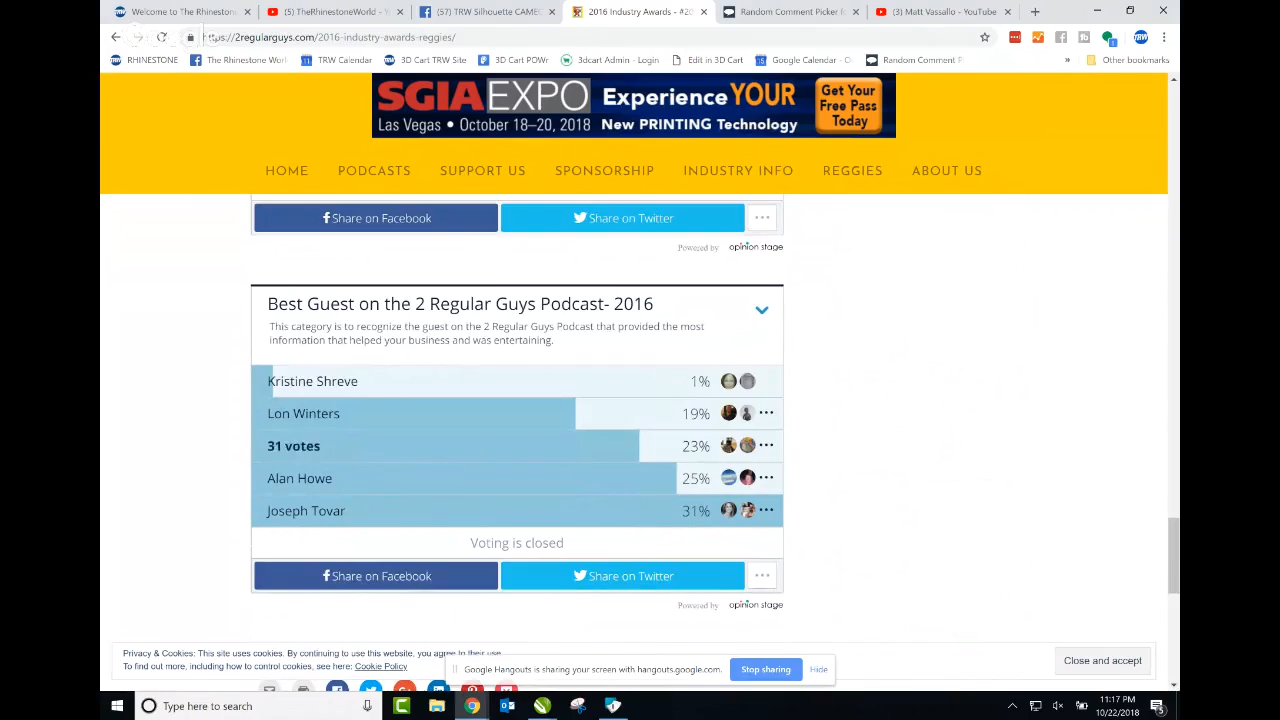 Welcome to The Rhinestone
(5) TheRhinestoneWorld - Y
(57) TRW Silhouette CAMEO
2016 Industry Awards - #20
Random Comment Picker fo
(3) Matt Vassallo - YouTube
https://2regularguys.com/2016-industry-awards-reggies/
RHINESTONE
The Rhinestone Worl
TRW Calendar
3D Cart TRW Site
3D Cart POWr
3dcart Admin - Login
Edit in 3D Cart
Google Calendar - O
Random Comment P
»
Other bookmarks
SGIA EXPO Experience YOUR
Las Vegas • October 18–20, 2018 New PRINTING Technology
Get Your
Free Pass
Today
HOME PODCASTS SUPPORT US SPONSORSHIP INDUSTRY INFO REGGIES ABOUT US
Share on Facebook Share on Twitter ...
Powered by opinion stage
Best Guest on the 2 Regular Guys Podcast- 2016
This category is to recognize the guest on the 2 Regular Guys Podcast that provided the most
information that helped your business and was entertaining.
Kristine Shreve 1%
Lon Winters 19% ...
31 votes 23% ...
Alan Howe 25% ...
Joseph Tovar 31% ...
Voting is closed
Share on Facebook Share on Twitter ...
Powered by opinion stage
Privacy & Cookies: This site uses cookies. By continuing to use this website, you agree to their use.
To find out more, including how to control cookies, see here: Cookie Policy
Close and accept
Google Hangouts is sharing your screen with hangouts.google.com. Stop sharing Hide
Type here to search
11:17 PM
10/22/2018
5